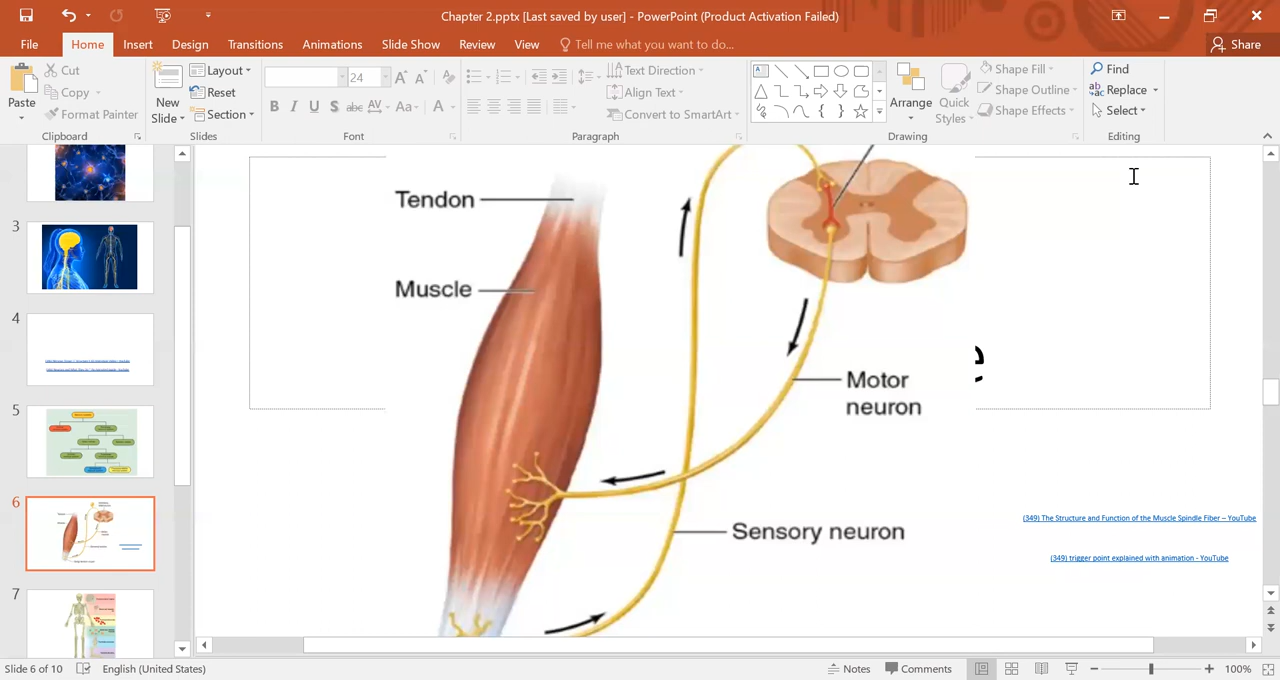 Chapter 2.pptx [Last saved by user] - PowerPoint (Product Activation Failed)
File Home Insert Design Transitions Animations Slide Show Review View Tell me what you want to do... Share
Paste
Cut
Copy
Format Painter
Clipboard
New Slide
Layout
Reset
Section
Slides
24
B I U S abc AV Aa A
Font
Text Direction
Align Text
Convert to SmartArt
Paragraph
Arrange
Quick Styles
Shape Fill
Shape Outline
Shape Effects
Drawing
Find
Replace
Select
Editing
3
4
5
6
7
Tendon
Muscle
e
Motor
neuron
Sensory neuron
(349) The Structure and Function of the Muscle Spindle Fiber – YouTube
(349) trigger point explained with animation - YouTube
Slide 6 of 10 English (United States) Notes Comments 100%